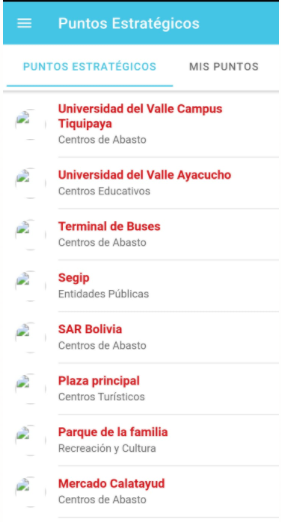 Puntos Estratégicos
PUNTOS ESTRATÉGICOS MIS PUNTOS
Universidad del Valle Campus
Tiquipaya
Centros de Abasto
Universidad del Valle Ayacucho
Centros Educativos
Terminal de Buses
Centros de Abasto
Segip
Entidades Públicas
SAR Bolivia
Centros de Abasto
Plaza principal
Centros Turísticos
Parque de la familia
Recreación y Cultura
Mercado Calatayud
Centros de Abasto